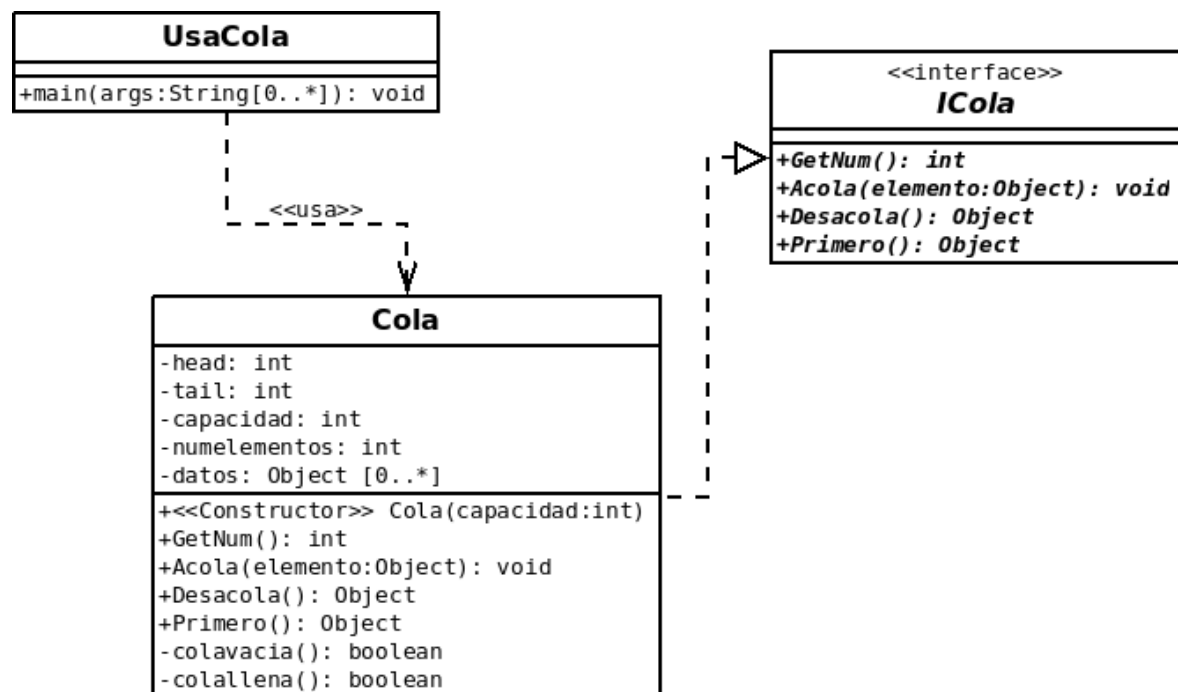 UsaCola
+main(args:String[0..*]): void
<<interface>>
ICola
+GetNum(): int
+Acola(elemento:Object): void
+Desacola(): Object
+Primero(): Object
<<usa>>
Cola
-head: int
-tail: int
-capacidad: int
-numelementos: int
-datos: Object [0..*]
+<<Constructor>> Cola(capacidad:int)
+GetNum(): int
+Acola(elemento:Object): void
+Desacola(): Object
+Primero(): Object
-colavacia(): boolean
-colallena(): boolean